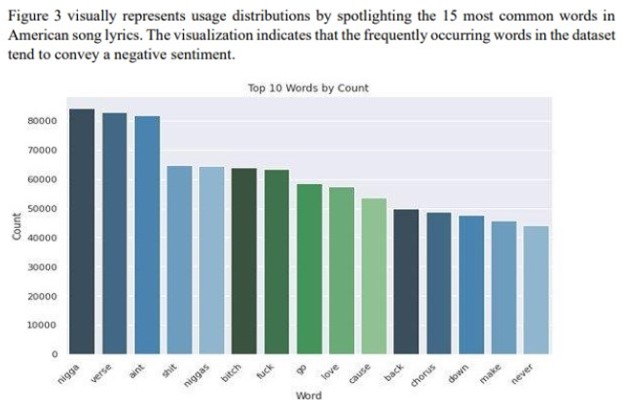 Figure 3 visually represents usage distributions by spotlighting the 15 most common words in
American song lyrics. The visualization indicates that the frequently occurring words in the dataset
tend to convey a negative sentiment.
Top 10 Words by Count
80000
70000
60000
50000
40000
30000
20000
10000
0
Count
nigga
verse
aint
shit
niggas
bitch
fuck
go
love
cause
back
chorus
down
make
never
Word